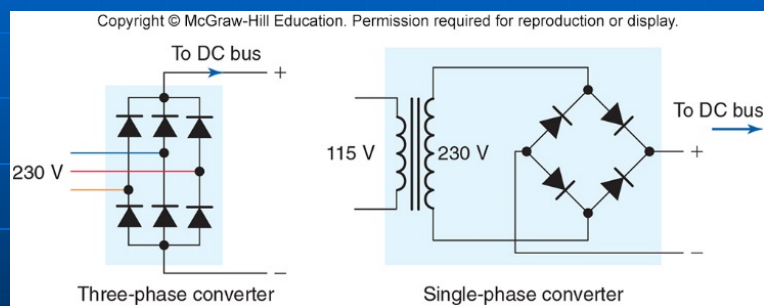 Copyright © McGraw-Hill Education. Permission required for reproduction or display.
To DC bus
+
230 V
−
Three-phase converter
115 V
230 V
To DC bus
+
−
Single-phase converter